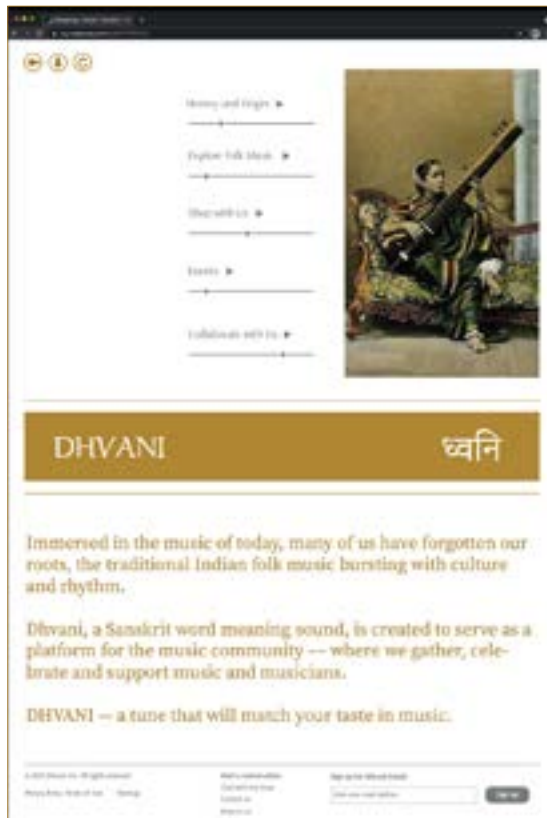 History and Origin
Explore Folk Music
Shop with Us
Events
Collaborate with Us
DHVANI
ध्वनि
Immersed in the music of today, many of us have forgotten our
roots, the traditional Indian folk music bursting with culture
and rhythm.
Dhvani, a Sanskrit word meaning sound, is created to serve as a
platform for the music community — where we gather, cele-
brate and support music and musicians.
DHVANI — a tune that will match your taste in music.